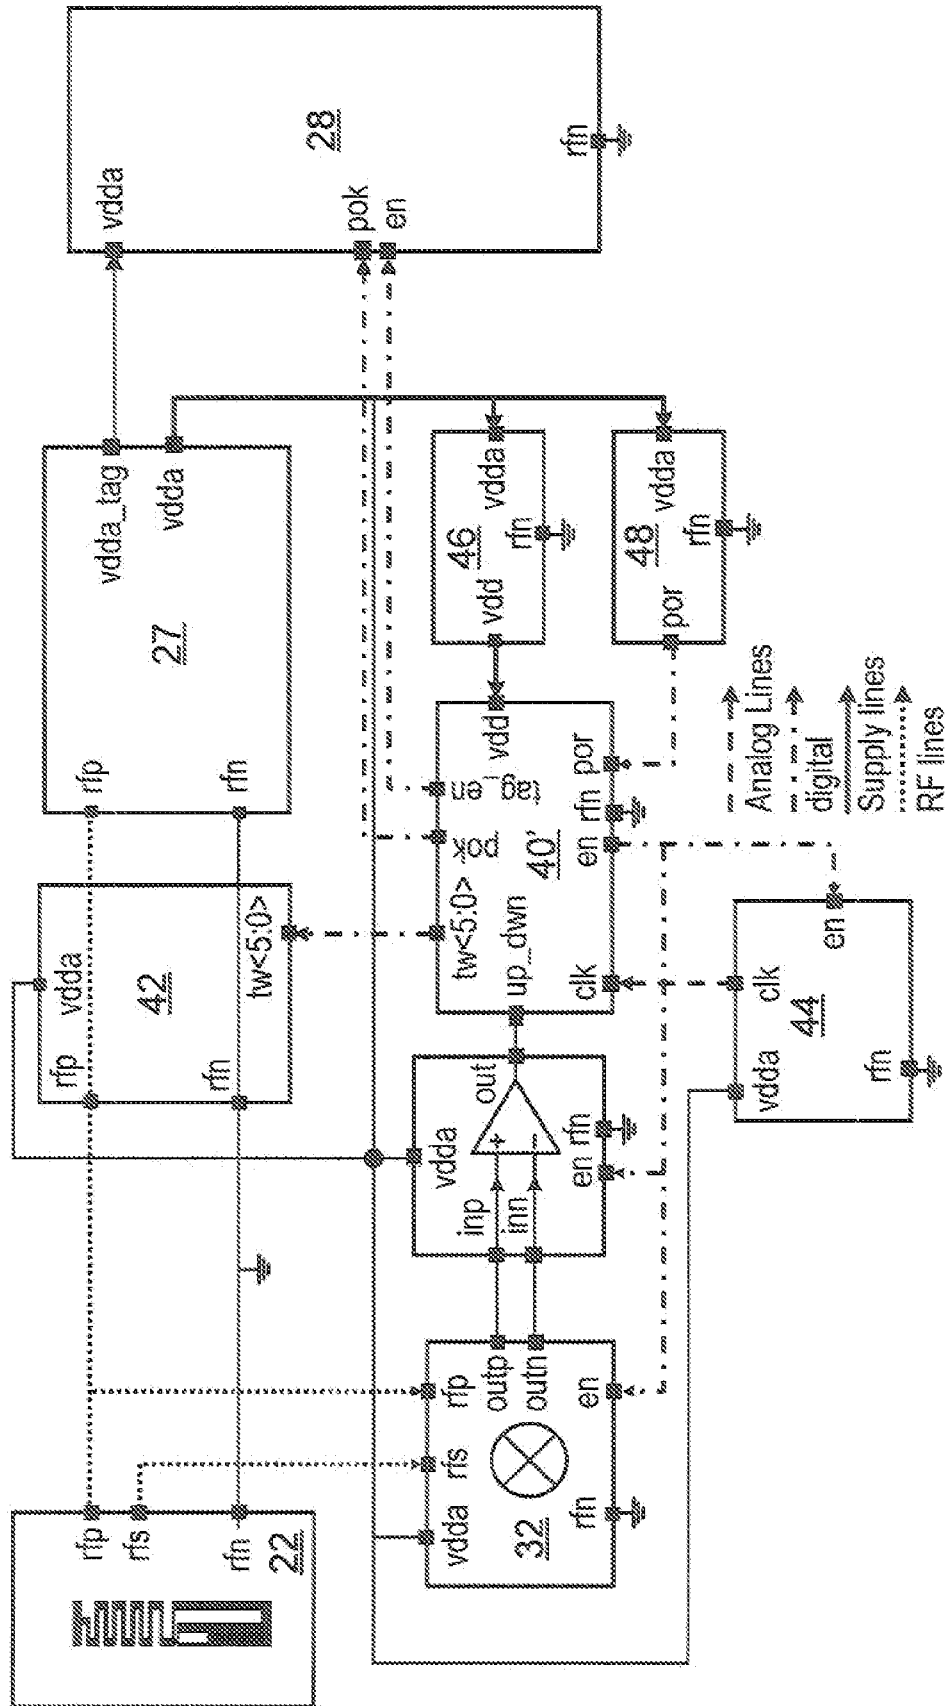 rfp
rfs
rfn
22
vdda
rfp
rfn
42
tw<5:0>
rfp
rfn
27
vdda_tag
vdda
vdda
28
pok
en
rfn
vdda
rfs
rfp
outp
outn
32
rfn
en
vdda
inp
inn
+
−
out
en
rfn
tw<5:0>
pok
tag_en
vdd
up_dwn
40'
clk
en
rfn
por
vdd
46
vdda
rfn
por
48
vdda
rfn
vdda
clk
44
en
rfn
Analog Lines
digital
Supply lines
RF lines